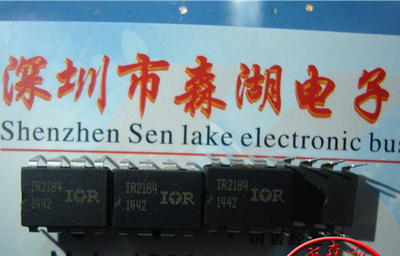 深圳市森湖电子
Shenzhen Sen lake electronic bus
IR2184
1442
IOR
IR2184
1442
IOR
IR2184
1442
IOR